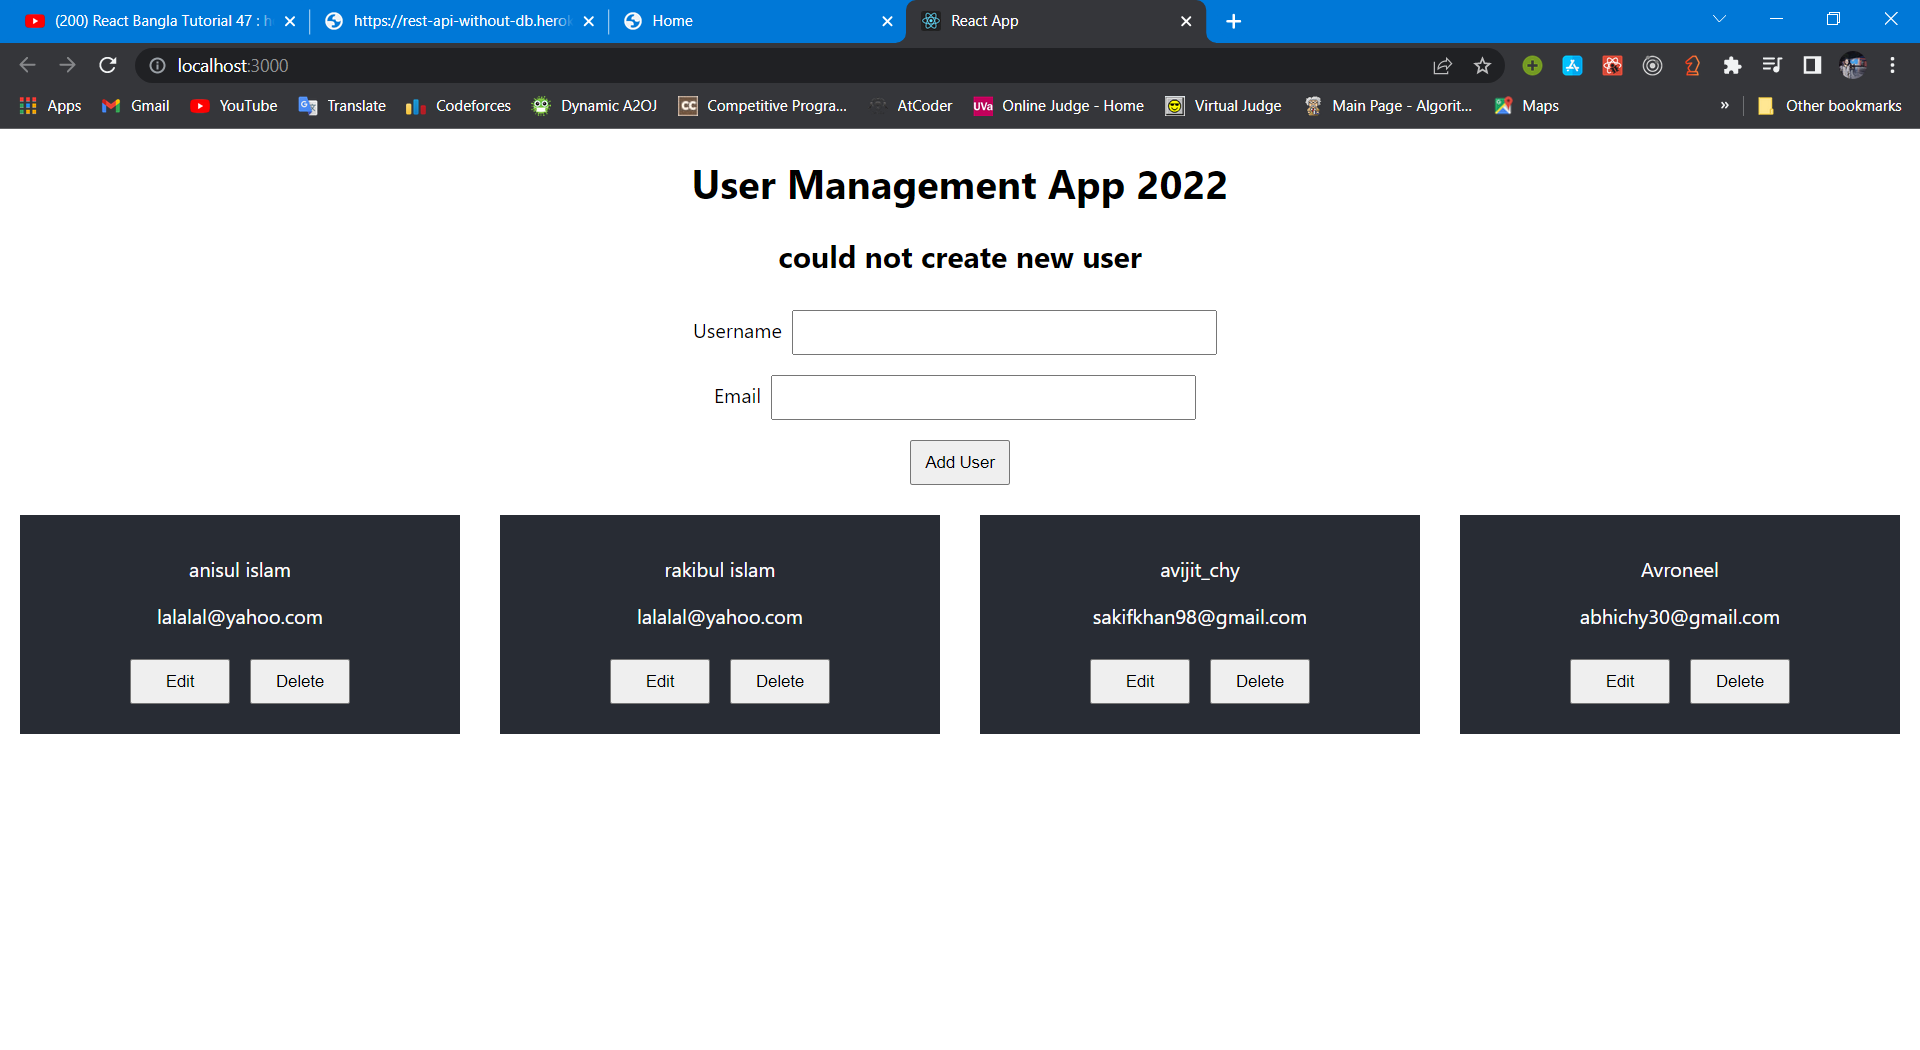 (200) React Bangla Tutorial 47 :
https://rest-api-without-db.herok
Home
React App
localhost:3000
Apps
Gmail
YouTube
Translate
Codeforces
Dynamic A2OJ
CC
Competitive Progra...
AtCoder
UVa
Online Judge - Home
Virtual Judge
Main Page - Algorit...
Maps
»
Other bookmarks
User Management App 2022
could not create new user
Username
Email
Add User
anisul islam
rakibul islam
avijit_chy
Avroneel
lalalal@yahoo.com
lalalal@yahoo.com
sakifkhan98@gmail.com
abhichy30@gmail.com
Edit
Delete
Edit
Delete
Edit
Delete
Edit
Delete